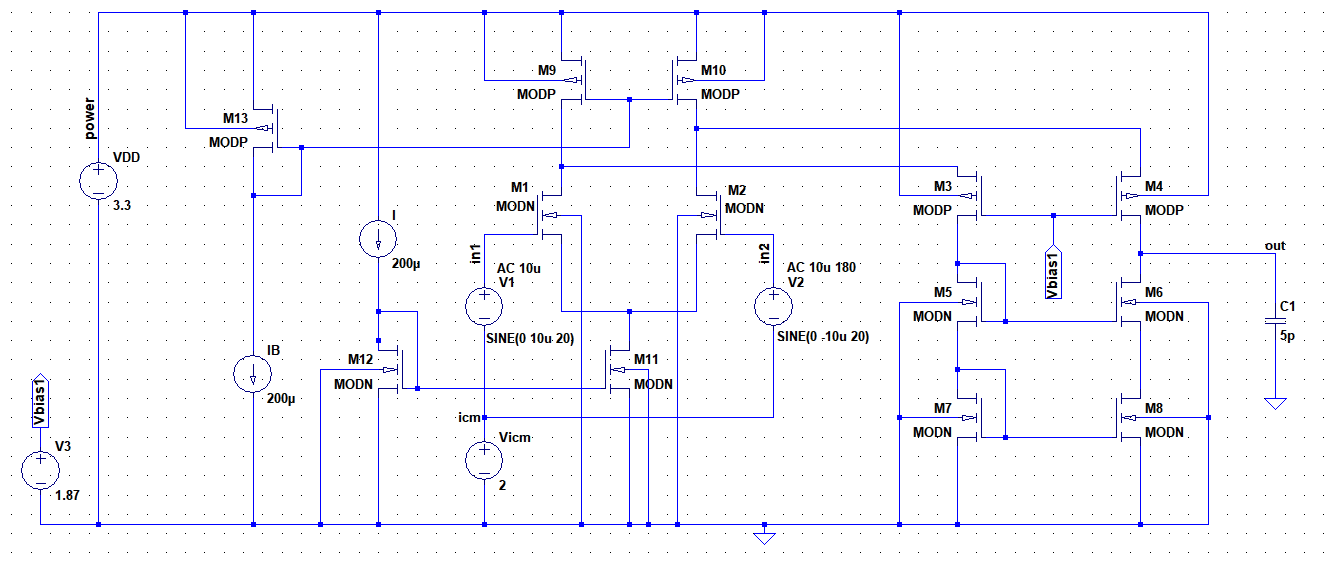 M9
MODP
M10
MODP
power
M13
MODP
VDD
3.3
M1
MODN
M2
MODN
M3
MODP
M4
MODP
I
200µ
in1
AC 10u
V1
SINE(0 10u 20)
in2
AC 10u 180
V2
SINE(0 -10u 20)
Vbias1
out
M5
MODN
M6
MODN
C1
5p
IB
200µ
M12
MODN
M11
MODN
Vbias1
icm
M7
MODN
M8
MODN
V3
1.87
Vicm
2